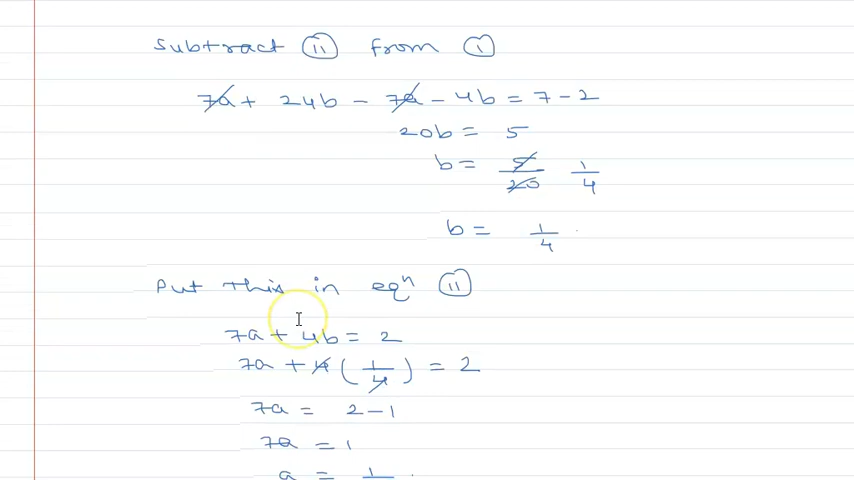 Subtract (ii) from (i)
7a + 24b - 7a - 4b = 7 - 2
20b = 5
b = 5/20 1/4
b = 1/4
Put this in eqn (ii)
7a + 4b = 2
7a + 4 (1/4) = 2
7a = 2 - 1
7a = 1
a = 1